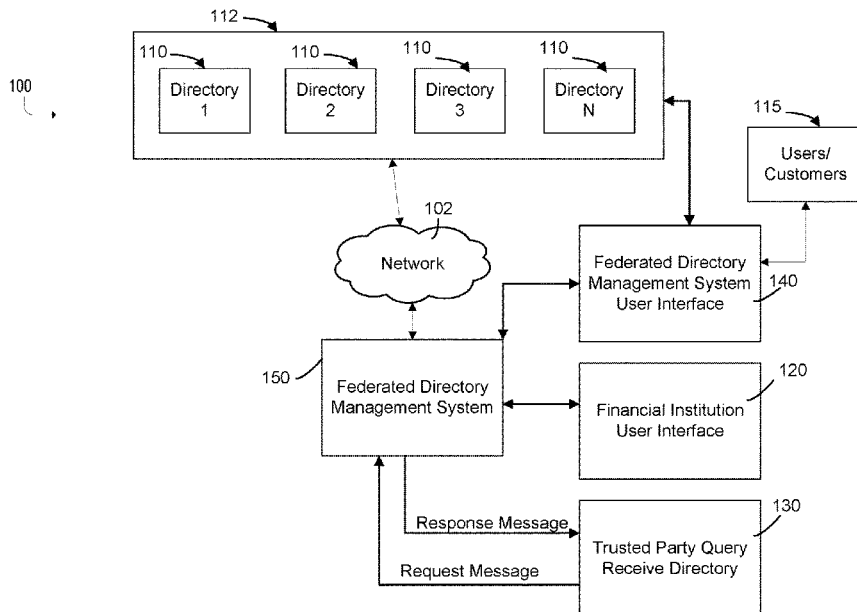 112
110
110
110
110
100
Directory
1
Directory
2
Directory
3
Directory
N
115
Users/
Customers
102
Network
Federated Directory
Management System
User Interface
140
150
Federated Directory
Management System
120
Financial Institution
User Interface
Response Message
Request Message
130
Trusted Party Query
Receive Directory